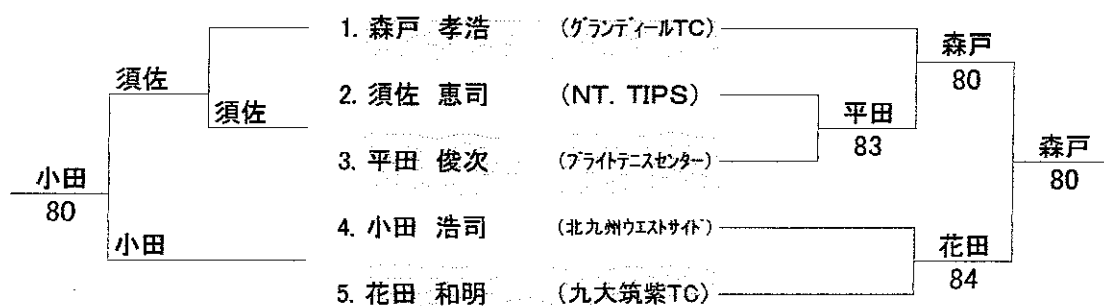 1. 森戸 孝浩 (グランディールTC)
森戸
80
須佐
2. 須佐 恵司 (NT. TIPS)
須佐
平田
83
3. 平田 俊次 (ブライトテニスセンター)
森戸
80
小田
80
4. 小田 浩司 (北九州ウエストサイド)
小田
花田
84
5. 花田 和明 (九大筑紫TC)